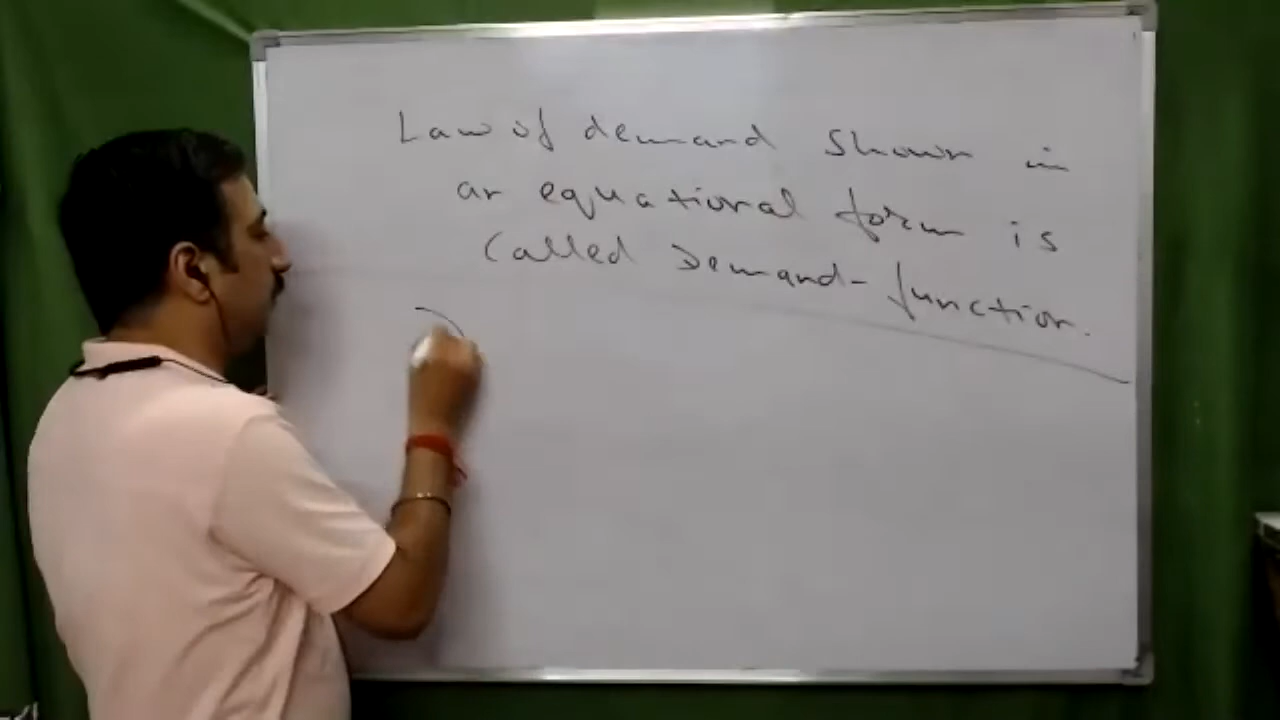 Law of demand shown in
an equational form is
called Demand-function.